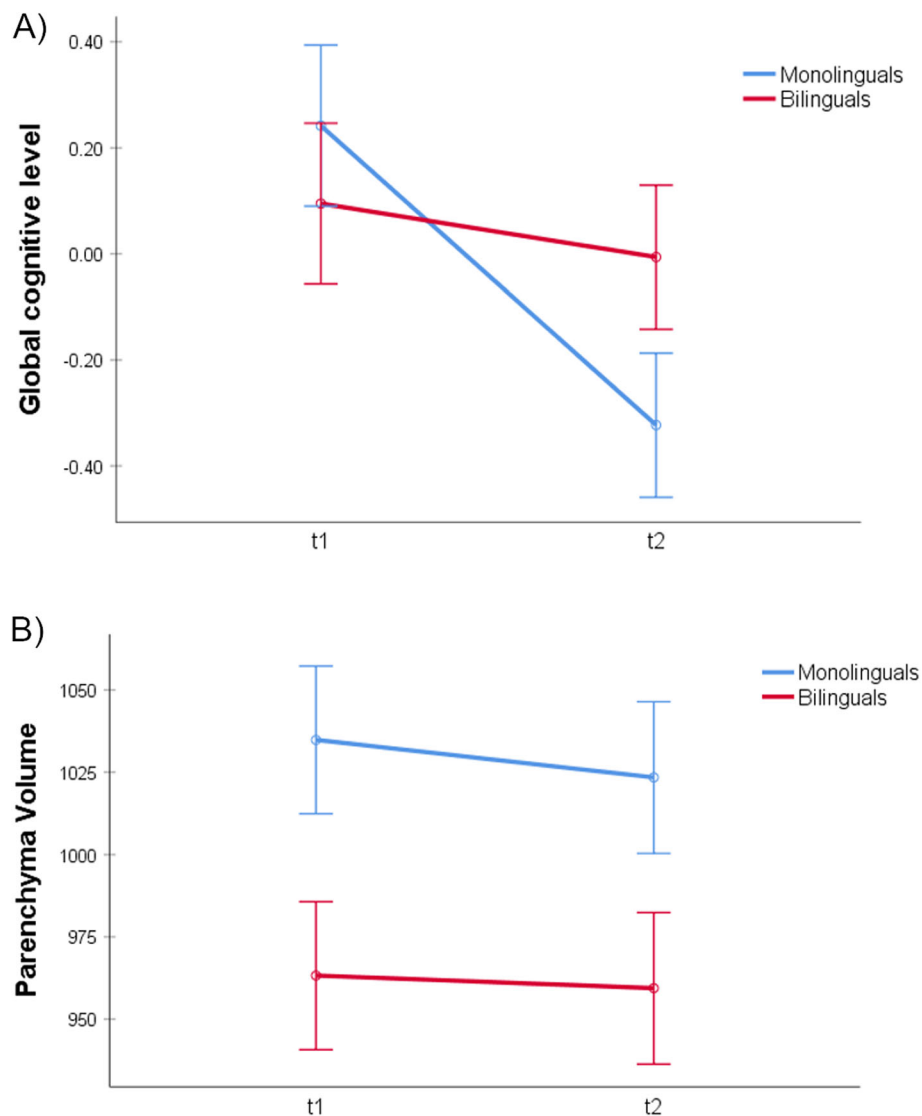 A)
Global cognitive level
0.40
0.20
0.00
-0.20
-0.40
t1
t2
Monolinguals
Bilinguals
B)
Parenchyma Volume
1050
1025
1000
975
950
t1
t2
Monolinguals
Bilinguals